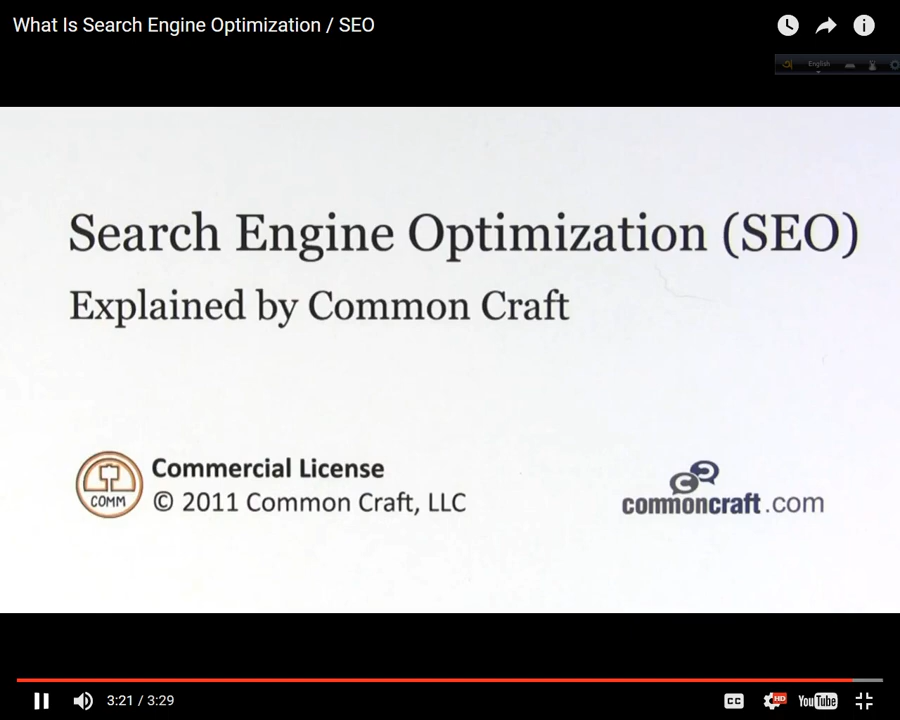 What Is Search Engine Optimization / SEO
English
Search Engine Optimization (SEO)
Explained by Common Craft
COMM
Commercial License
© 2011 Common Craft, LLC
commoncraft.com
3:21 / 3:29
CC
HD
YouTube